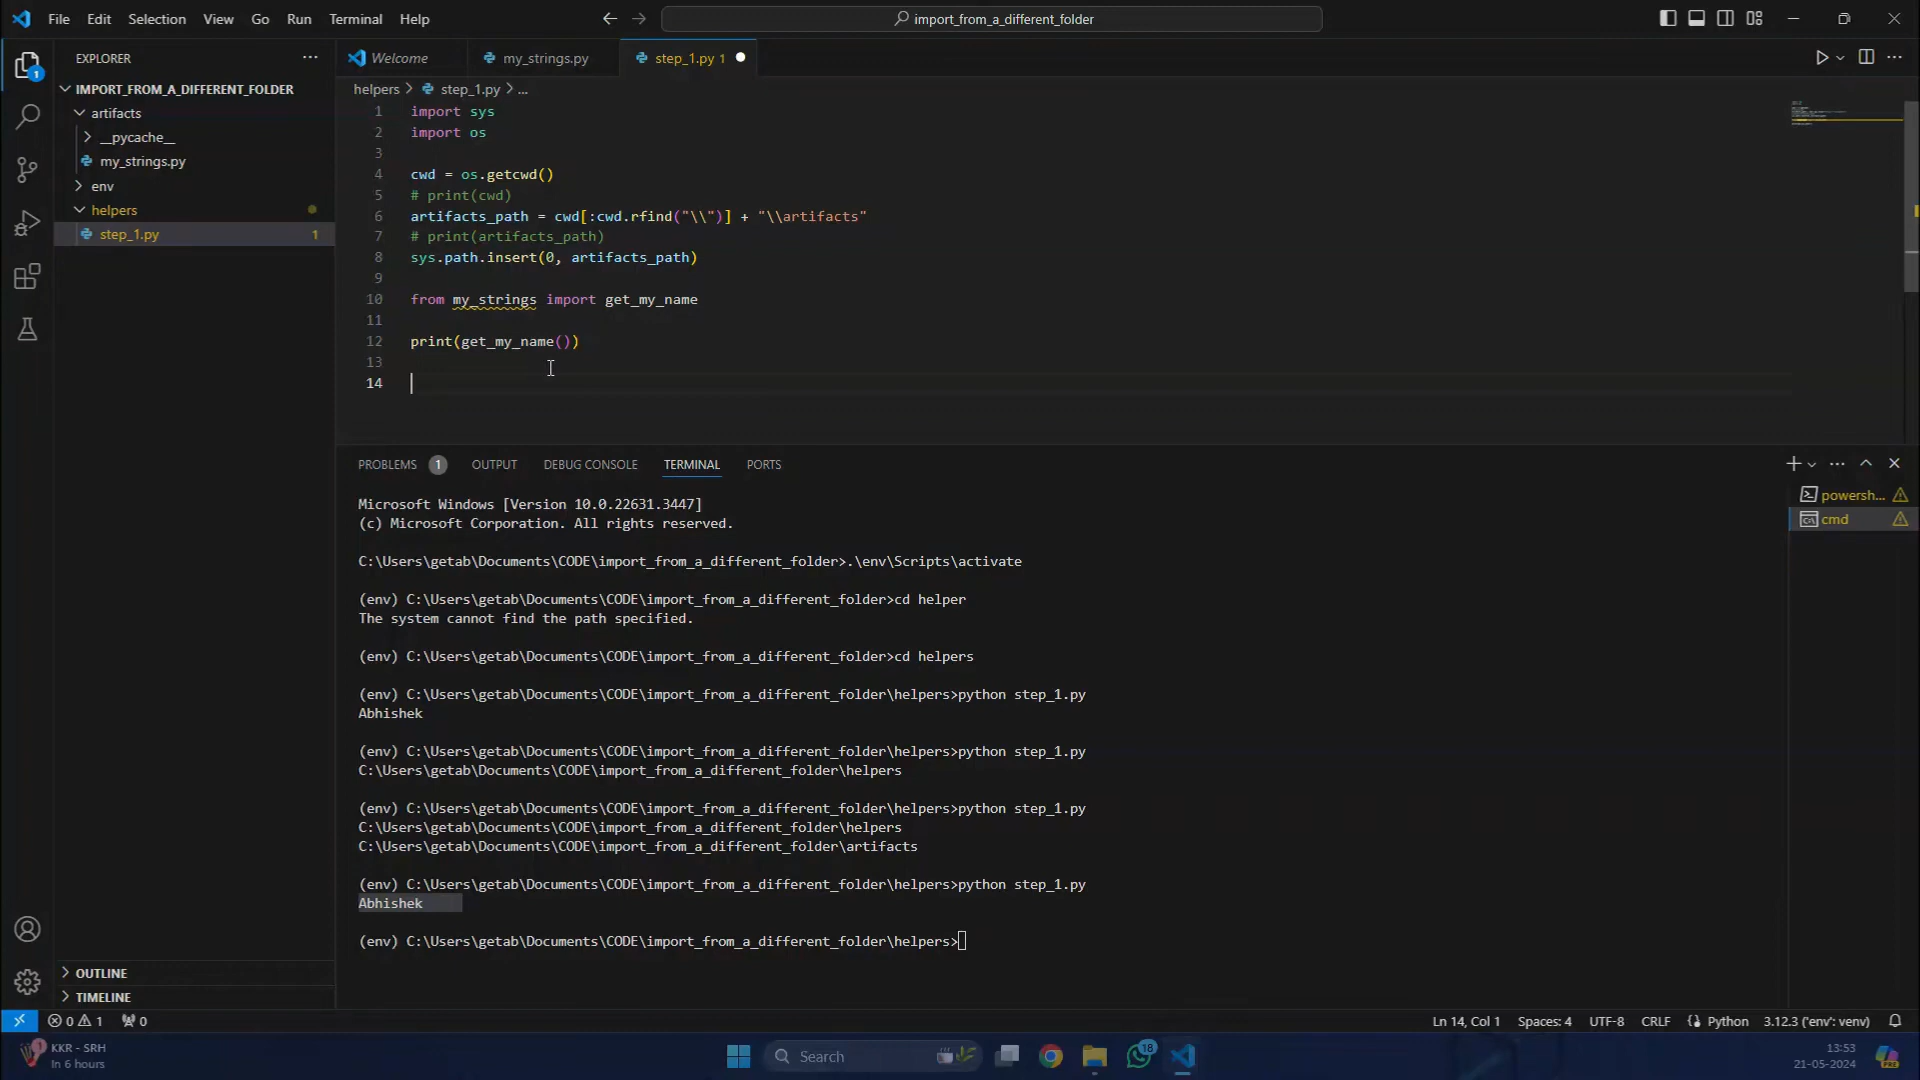 File Edit Selection View Go Run Terminal Help
import_from_a_different_folder
EXPLORER
Welcome my_strings.py step_1.py 1
IMPORT_FROM_A_DIFFERENT_FOLDER
artifacts
__pycache__
my_strings.py
env
helpers
step_1.py 1
1
helpers > step_1.py > ...
1 import sys
2 import os
3
4 cwd = os.getcwd()
5 # print(cwd)
6 artifacts_path = cwd[:cwd.rfind("\\")] + "\\artifacts"
7 # print(artifacts_path)
8 sys.path.insert(0, artifacts_path)
9
10 from my_strings import get_my_name
11
12 print(get_my_name())
13
14
PROBLEMS 1 OUTPUT DEBUG CONSOLE TERMINAL PORTS
powersh...
cmd
Microsoft Windows [Version 10.0.22631.3447]
(c) Microsoft Corporation. All rights reserved.
C:\Users\getab\Documents\CODE\import_from_a_different_folder>.\env\Scripts\activate
(env) C:\Users\getab\Documents\CODE\import_from_a_different_folder>cd helper
The system cannot find the path specified.
(env) C:\Users\getab\Documents\CODE\import_from_a_different_folder>cd helpers
(env) C:\Users\getab\Documents\CODE\import_from_a_different_folder\helpers>python step_1.py
Abhishek
(env) C:\Users\getab\Documents\CODE\import_from_a_different_folder\helpers>python step_1.py
C:\Users\getab\Documents\CODE\import_from_a_different_folder\helpers
(env) C:\Users\getab\Documents\CODE\import_from_a_different_folder\helpers>python step_1.py
C:\Users\getab\Documents\CODE\import_from_a_different_folder\helpers
C:\Users\getab\Documents\CODE\import_from_a_different_folder\artifacts
(env) C:\Users\getab\Documents\CODE\import_from_a_different_folder\helpers>python step_1.py
Abhishek
(env) C:\Users\getab\Documents\CODE\import_from_a_different_folder\helpers>
OUTLINE
TIMELINE
0 1 0
Ln 14, Col 1 Spaces: 4 UTF-8 CRLF Python 3.12.3 ('env': venv)
KKR - SRH
In 6 hours
1
Search
18
13:53
21-05-2024